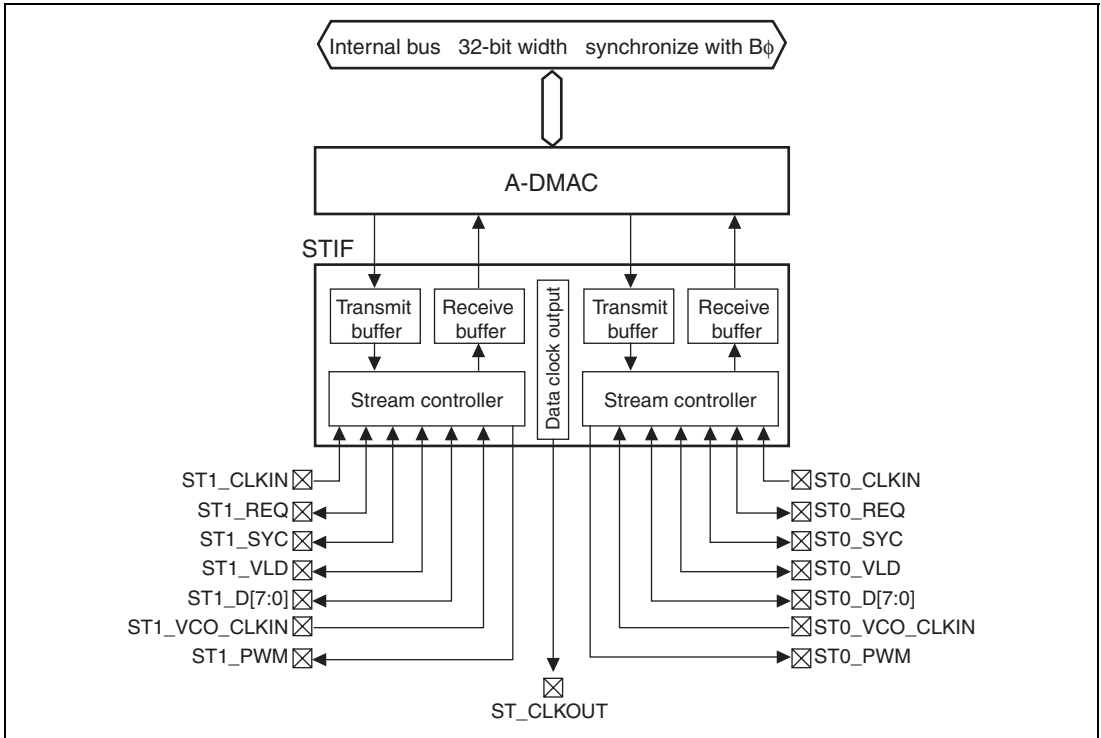 Internal bus 32-bit width synchronize with Bϕ
A-DMAC
STIF
Transmit
buffer
Receive
buffer
Data clock output
Transmit
buffer
Receive
buffer
Stream controller
Stream controller
ST1_CLKIN
ST1_REQ
ST1_SYC
ST1_VLD
ST1_D[7:0]
ST1_VCO_CLKIN
ST1_PWM
ST0_CLKIN
ST0_REQ
ST0_SYC
ST0_VLD
ST0_D[7:0]
ST0_VCO_CLKIN
ST0_PWM
ST_CLKOUT